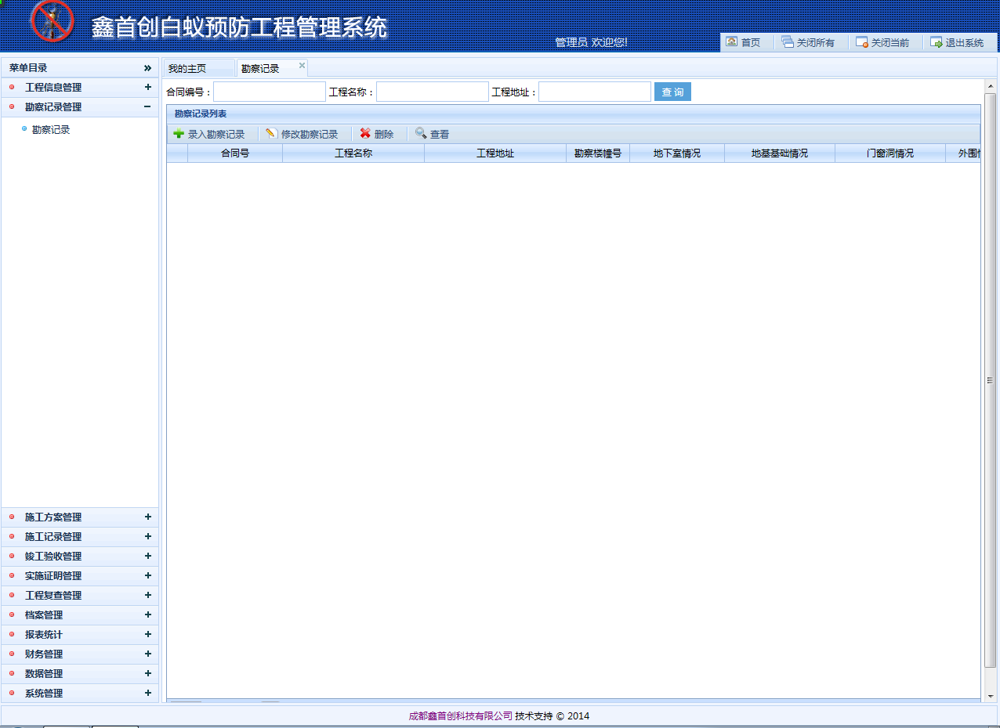 鑫首创白蚁预防工程管理系统
管理员 欢迎您!
首页 关闭所有 关闭当前 退出系统
菜单目录
我的主页 勘察记录
工程信息管理
勘察记录管理
勘察记录
施工方案管理
施工记录管理
竣工验收管理
实施证明管理
工程复查管理
档案管理
报表统计
财务管理
数据管理
系统管理
合同编号： 工程名称： 工程地址： 查 询
勘察记录列表
录入勘察记录 修改勘察记录 删除 查看
合同号 工程名称 工程地址 勘察楼幢号 地下室情况 地基基础情况 门窗洞情况 外围
成都鑫首创科技有限公司 技术支持 © 2014